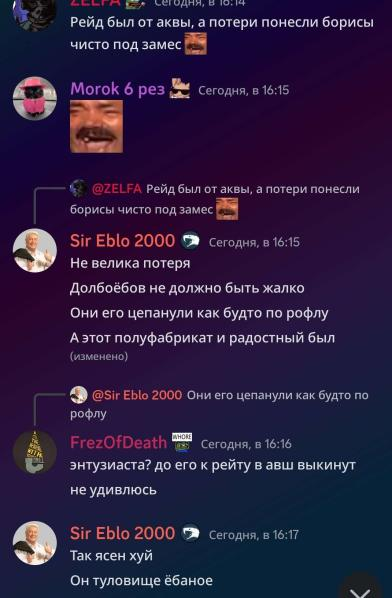 ZELFA Сегодня, в 16:14
Рейд был от аквы, а потери понесли борисы
чисто под замес
Morok 6 рез Сегодня, в 16:15
@ZELFA Рейд был от аквы, а потери понесли
борисы чисто под замес
Sir Eblo 2000 Сегодня, в 16:15
Не велика потеря
Долбоёбов не должно быть жалко
Они его цепанули как будто по рофлу
А этот полуфабрикат и радостный был
(изменено)
@Sir Eblo 2000 Они его цепанули как будто по
рофлу
FrezOfDeath WHORE Сегодня, в 16:16
энтузиаста? до его к рейту в авш выкинут
не удивлюсь
Sir Eblo 2000 Сегодня, в 16:17
Так ясен хуй
Он туловище ёбаное